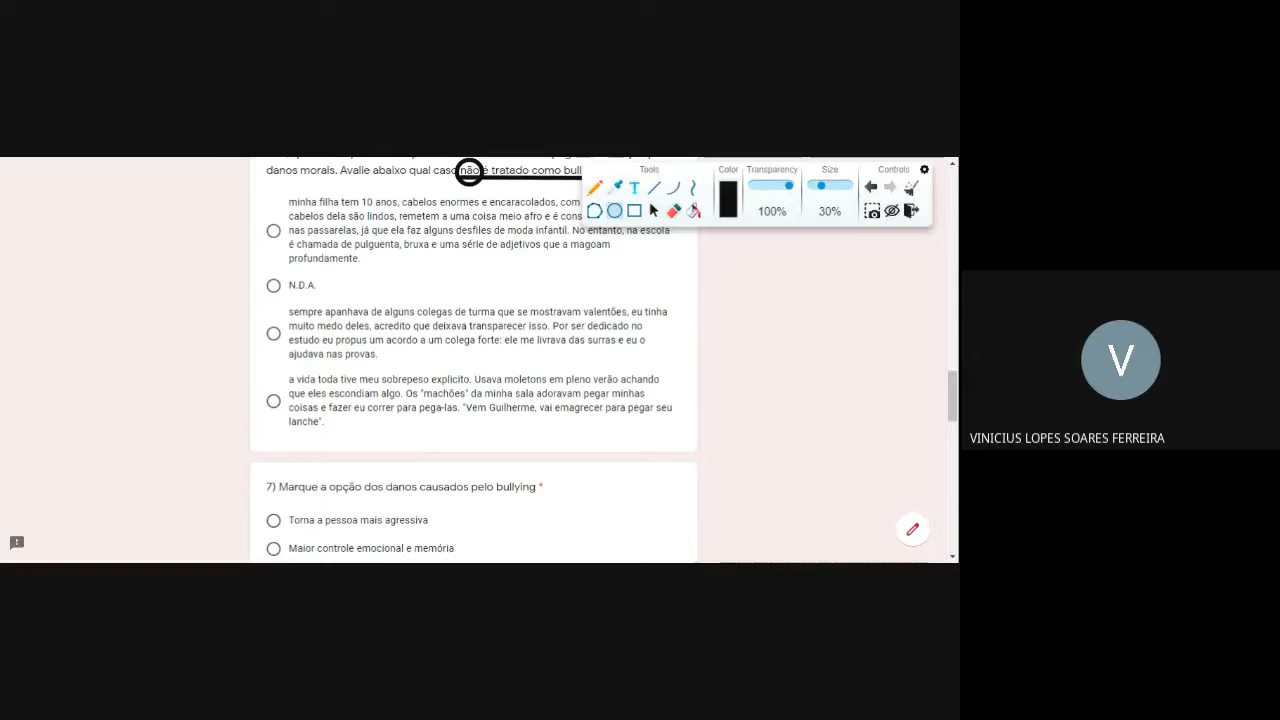 danos morais. Avalie abaixo qual caso não é tratado como bull
Tools
Color
Transparency
Size
Controls
T
100%
30%
minha filha tem 10 anos, cabelos enormes e encaracolados, com
cabelos dela são lindos, remetem a uma coisa meio afro e é cons
nas passarelas, já que ela faz alguns desfiles de moda infantil. No entanto, na escola
é chamada de pulguenta, bruxa e uma série de adjetivos que a magoam
profundamente.
N.D.A.
sempre apanhava de alguns colegas de turma que se mostravam valentões, eu tinha
muito medo deles, acredito que deixava transparecer isso. Por ser dedicado no
estudo eu propus um acordo a um colega forte: ele me livrava das surras e eu o
ajudava nas provas.
a vida toda tive meu sobrepeso explicito. Usava moletons em pleno verão achando
que eles escondiam algo. Os "machões" da minha sala adoravam pegar minhas
coisas e fazer eu correr para pega-las. "Vem Guilherme, vai emagrecer para pegar seu
lanche".
7) Marque a opção dos danos causados pelo bullying *
Torna a pessoa mais agressiva
Maior controle emocional e memória
V
VINICIUS LOPES SOARES FERREIRA